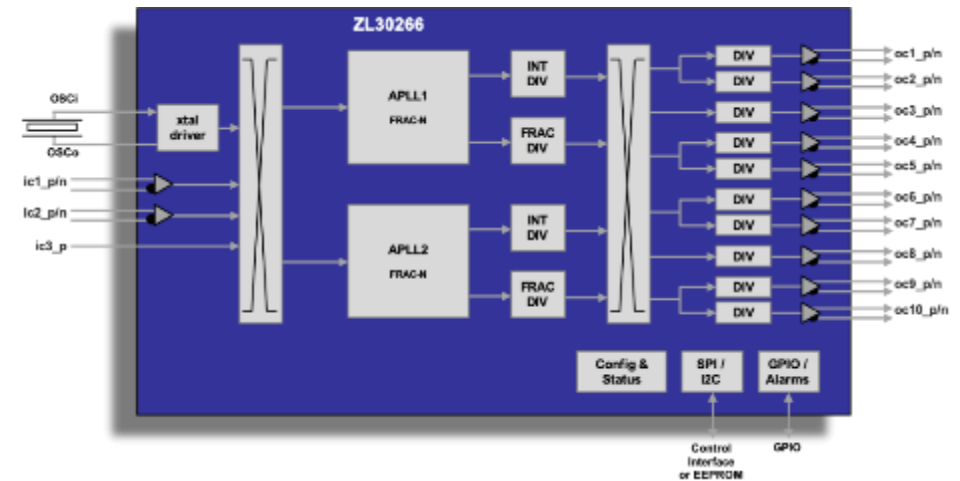 ZL30266
OSCi
OSCo
xtal
driver
ic1_p/n
ic2_p/n
ic3_p
APLL1
FRAC-N
INT
DIV
FRAC
DIV
APLL2
FRAC-N
INT
DIV
FRAC
DIV
DIV
oc1_p/n
DIV
oc2_p/n
DIV
oc3_p/n
DIV
oc4_p/n
DIV
oc5_p/n
DIV
oc6_p/n
DIV
oc7_p/n
DIV
oc8_p/n
DIV
oc9_p/n
DIV
oc10_p/n
Config &
Status
SPI /
I2C
GPIO /
Alarms
Control
Interface
or EEPROM
GPIO